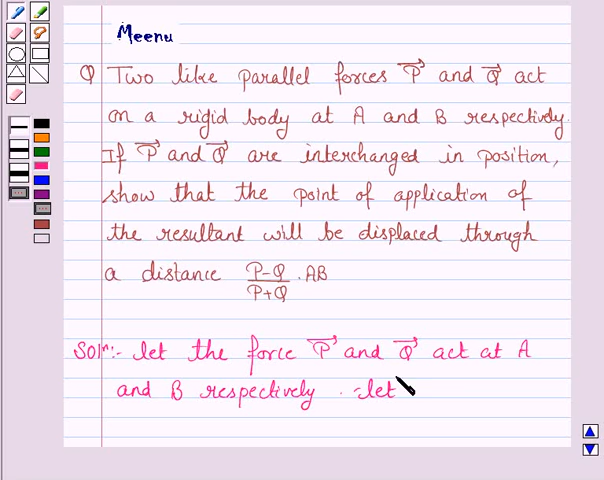 Meenu
Q Two like parallel forces P⃗ and Q⃗ act
on a rigid body at A and B respectively.
If P⃗ and Q⃗ are interchanged in position,
show that the point of application of
the resultant will be displaced through
a distance P-Q/P+Q . AB
Solⁿ:- let the force P⃗ and Q⃗ act at A
and B respectively . let